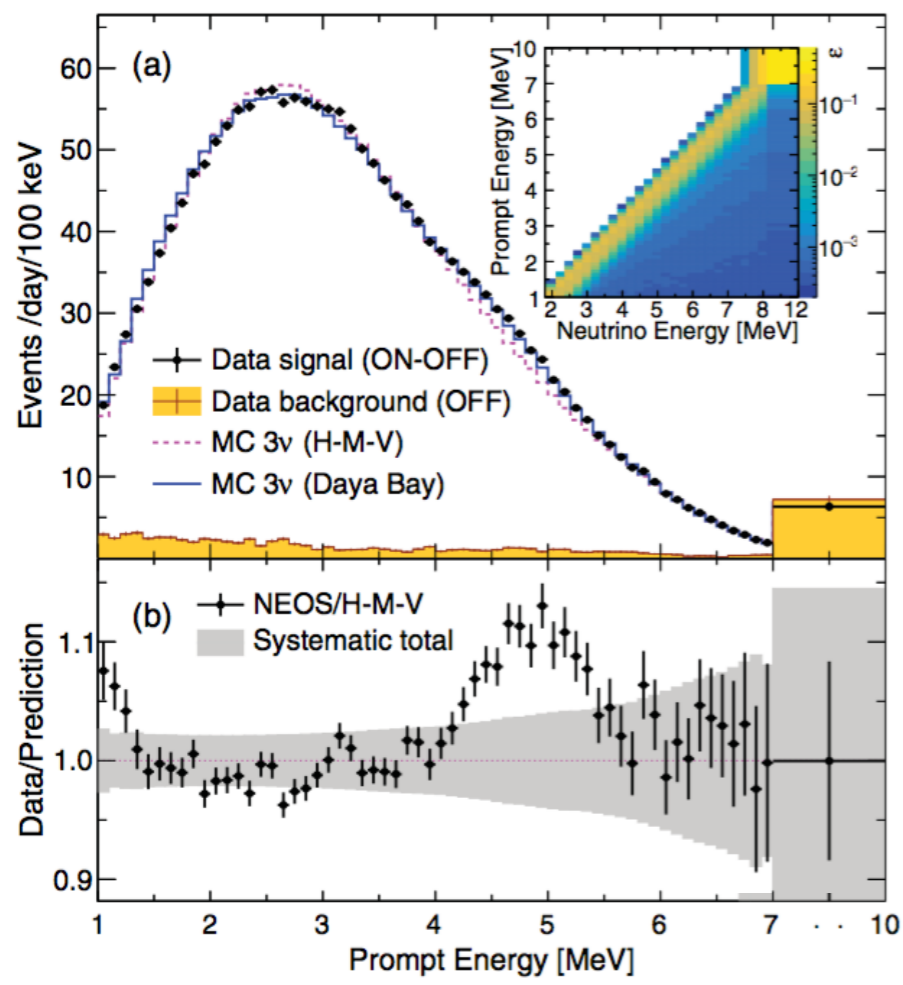 (a)
Events /day/100 keV
60
50
40
30
20
10
Data signal (ON-OFF)
Data background (OFF)
MC 3ν (H-M-V)
MC 3ν (Daya Bay)
Prompt Energy [MeV]
10
7
6
5
4
3
2
1
2 3 4 5 6 7 8 12
Neutrino Energy [MeV]
ε
10⁻¹
10⁻²
10⁻³
(b)
NEOS/H-M-V
Systematic total
Data/Prediction
1.1
1.0
0.9
1 2 3 4 5 6 7 . . 10
Prompt Energy [MeV]